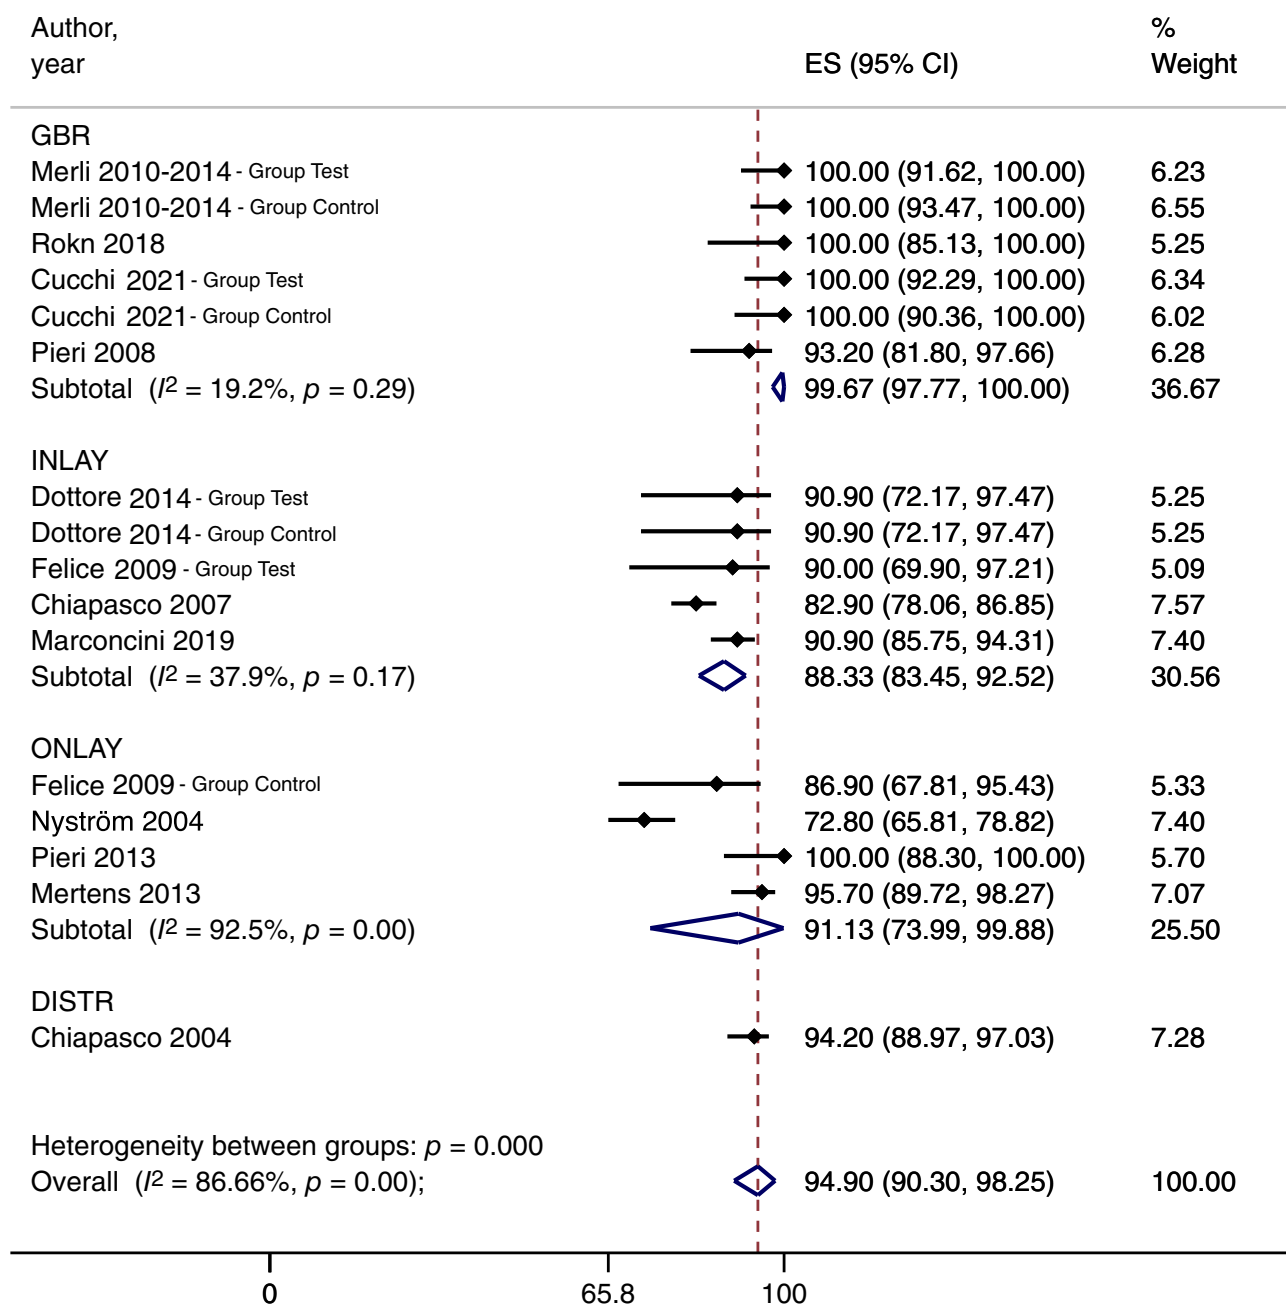 Author,
year
ES (95% CI)
%
Weight
GBR
Merli 2010-2014 - Group Test 100.00 (91.62, 100.00) 6.23
Merli 2010-2014 - Group Control 100.00 (93.47, 100.00) 6.55
Rokn 2018 100.00 (85.13, 100.00) 5.25
Cucchi 2021 - Group Test 100.00 (92.29, 100.00) 6.34
Cucchi 2021 - Group Control 100.00 (90.36, 100.00) 6.02
Pieri 2008 93.20 (81.80, 97.66) 6.28
Subtotal (I² = 19.2%, p = 0.29) 99.67 (97.77, 100.00) 36.67
INLAY
Dottore 2014 - Group Test 90.90 (72.17, 97.47) 5.25
Dottore 2014 - Group Control 90.90 (72.17, 97.47) 5.25
Felice 2009 - Group Test 90.00 (69.90, 97.21) 5.09
Chiapasco 2007 82.90 (78.06, 86.85) 7.57
Marconcini 2019 90.90 (85.75, 94.31) 7.40
Subtotal (I² = 37.9%, p = 0.17) 88.33 (83.45, 92.52) 30.56
ONLAY
Felice 2009 - Group Control 86.90 (67.81, 95.43) 5.33
Nyström 2004 72.80 (65.81, 78.82) 7.40
Pieri 2013 100.00 (88.30, 100.00) 5.70
Mertens 2013 95.70 (89.72, 98.27) 7.07
Subtotal (I² = 92.5%, p = 0.00) 91.13 (73.99, 99.88) 25.50
DISTR
Chiapasco 2004 94.20 (88.97, 97.03) 7.28
Heterogeneity between groups: p = 0.000
Overall (I² = 86.66%, p = 0.00); 94.90 (90.30, 98.25) 100.00
0 65.8 100